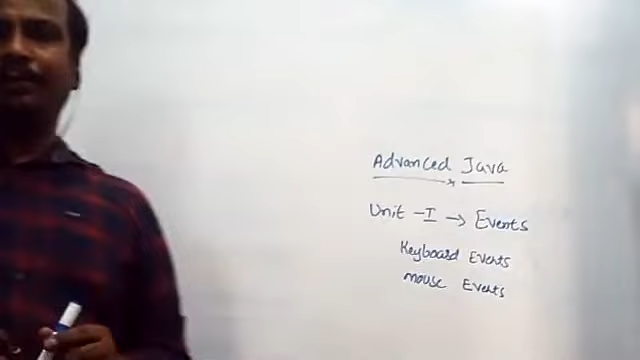 Advanced Java
Unit - I → Events
Keyboard Events
mouse Events